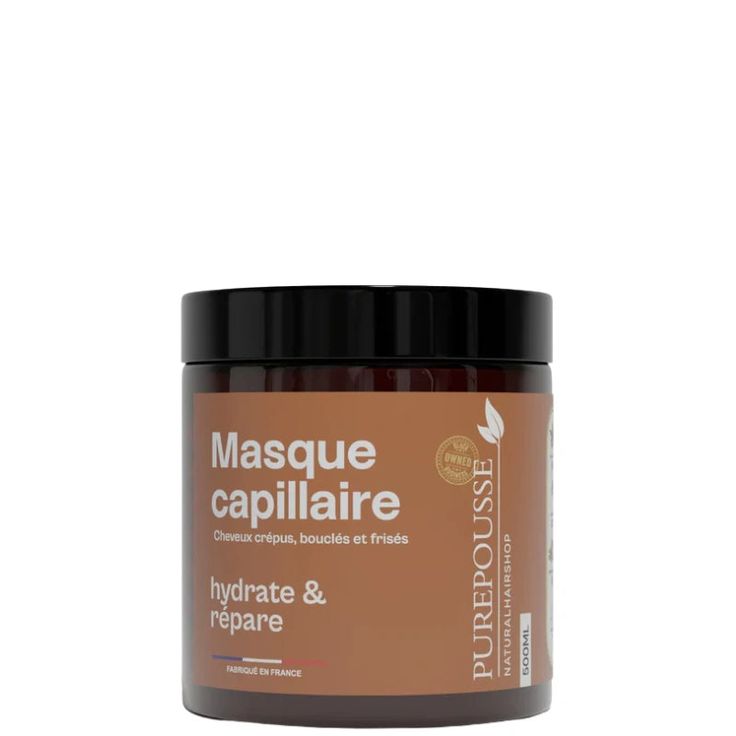 Masque
capillaire
Cheveux crépus, bouclés et frisés
hydrate &
répare
FABRIQUÉ EN FRANCE
OWNED
PUREPOUSSE
NATURALHAIRSHOP
500ML